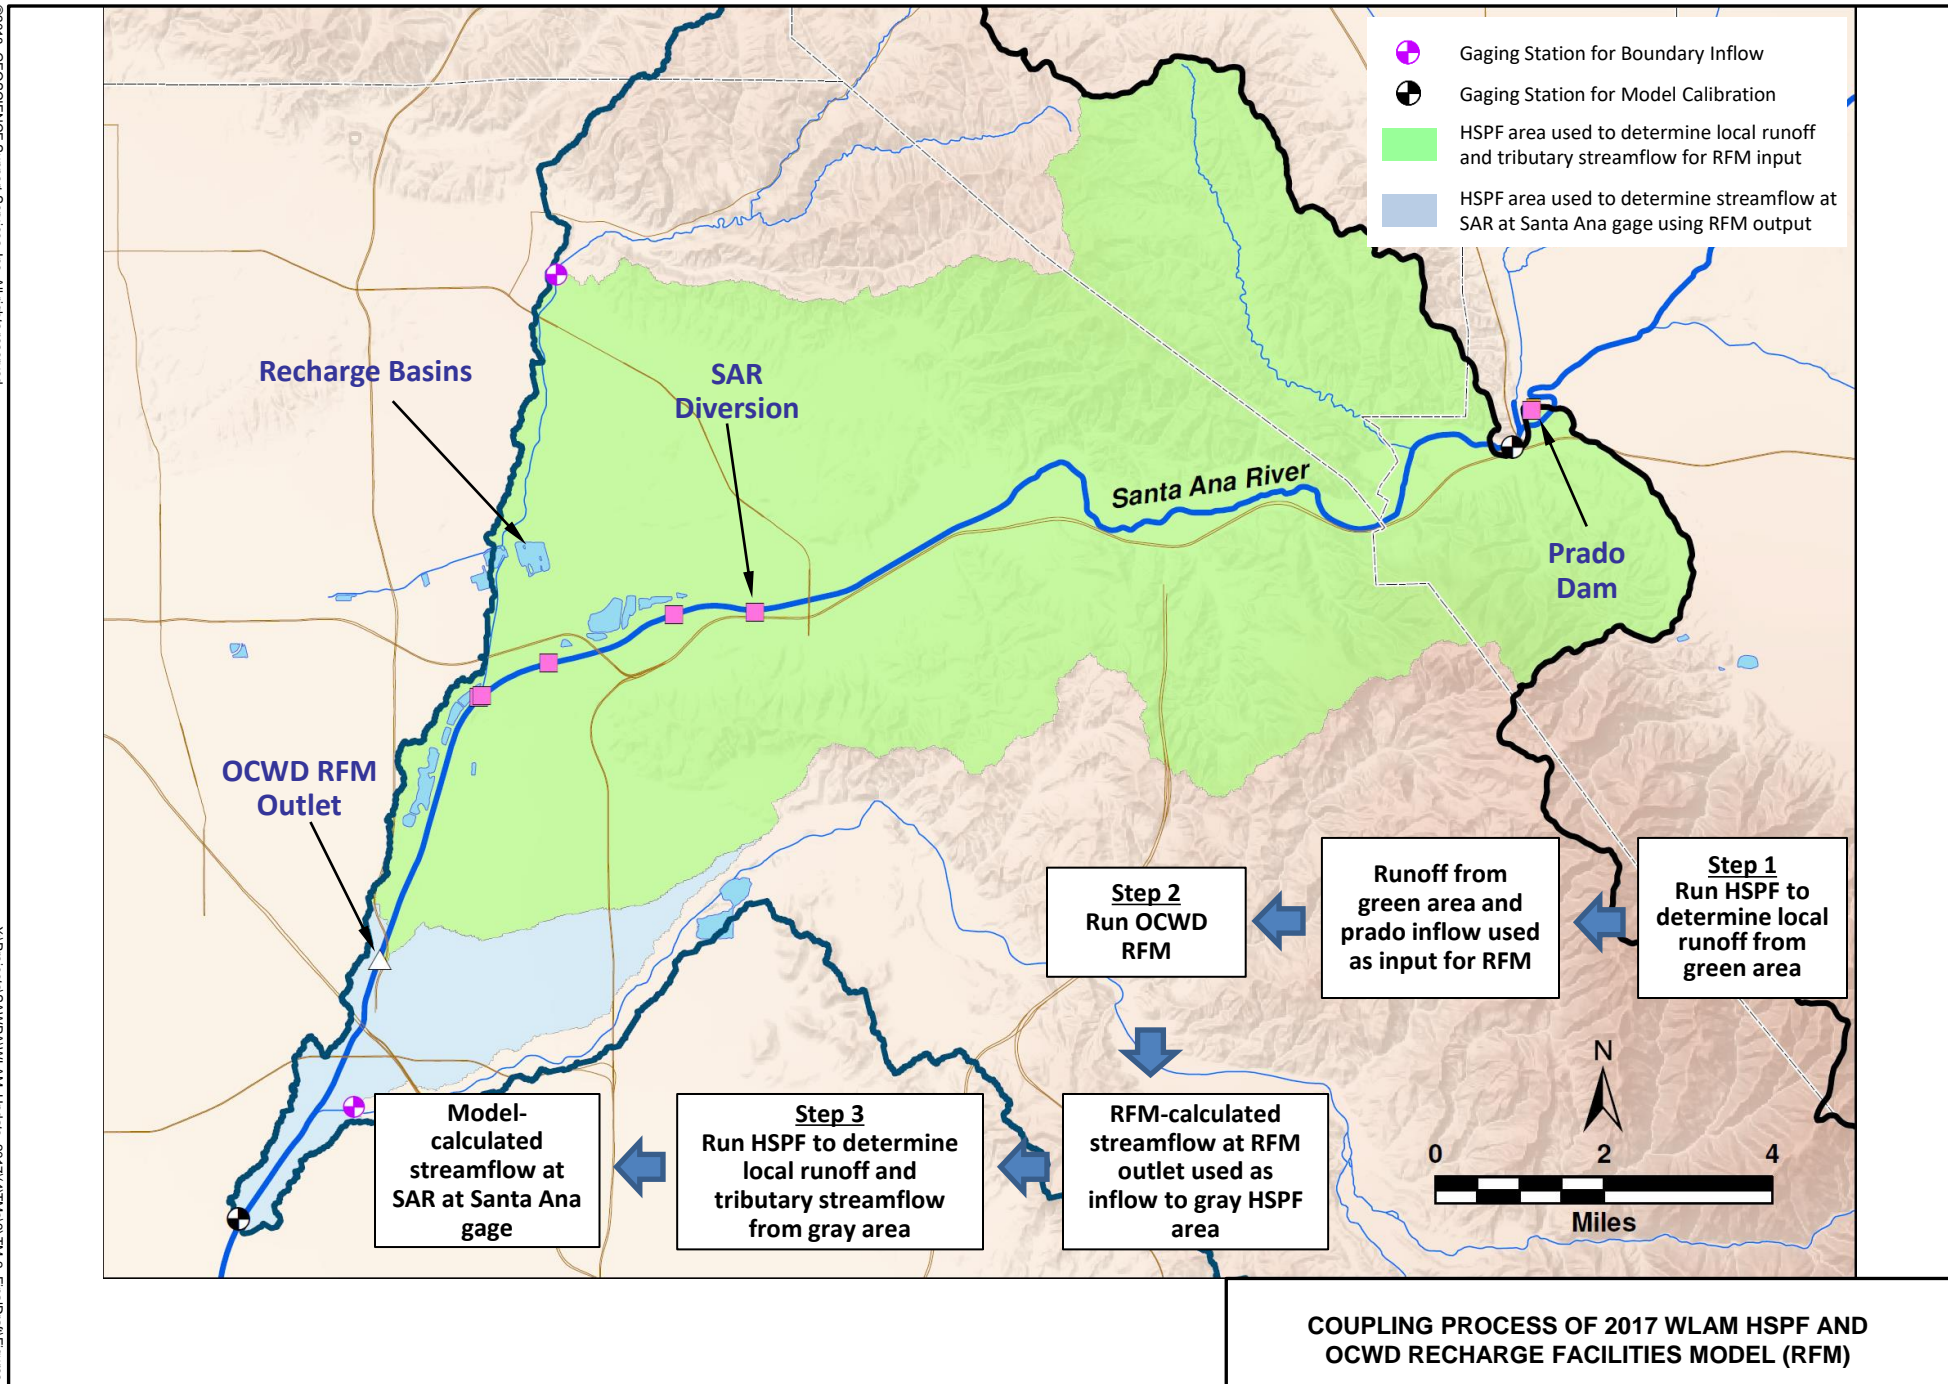 Gaging Station for Boundary Inflow
Gaging Station for Model Calibration
HSPF area used to determine local runoff
and tributary streamflow for RFM input
HSPF area used to determine streamflow at
SAR at Santa Ana gage using RFM output
Recharge Basins
SAR
Diversion
Santa Ana River
Prado
Dam
OCWD RFM
Outlet
Step 1
Run HSPF to
determine local
runoff from
green area
Runoff from
green area and
prado inflow used
as input for RFM
Step 2
Run OCWD
RFM
RFM-calculated
streamflow at RFM
outlet used as
inflow to gray HSPF
area
Step 3
Run HSPF to determine
local runoff and
tributary streamflow
from gray area
Model-
calculated
streamflow at
SAR at Santa Ana
gage
N
0 2 4
Miles
COUPLING PROCESS OF 2017 WLAM HSPF AND
OCWD RECHARGE FACILITIES MODEL (RFM)